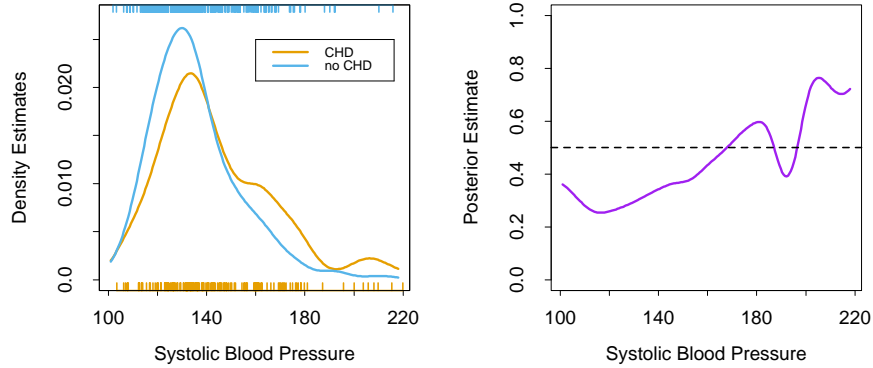 CHD
no CHD
Density Estimates
0.0
0.010
0.020
100
140
180
220
Systolic Blood Pressure
Posterior Estimate
0.0
0.2
0.4
0.6
0.8
1.0
100
140
180
220
Systolic Blood Pressure